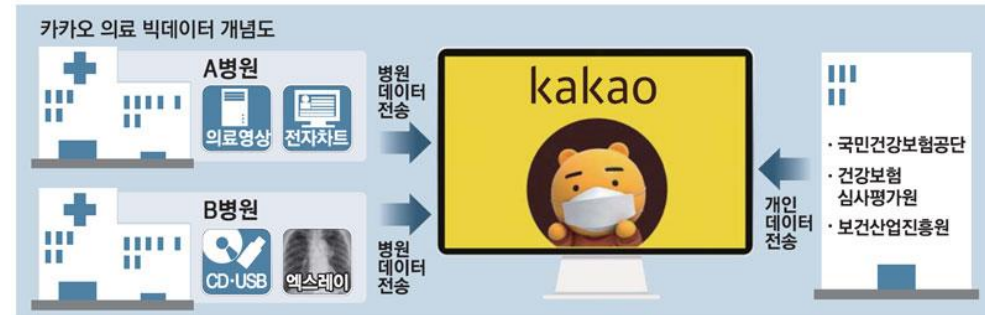 카카오 의료 빅데이터 개념도
A병원
의료영상
전자차트
병원
데이터
전송
B병원
CD·USB
엑스레이
병원
데이터
전송
kakao
개인
데이터
전송
· 국민건강보험공단
· 건강보험
심사평가원
· 보건산업진흥원